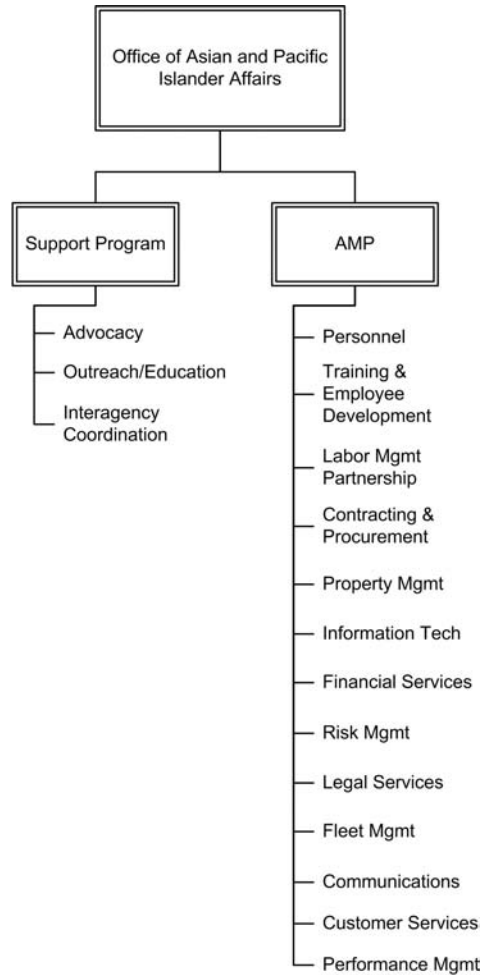 Office of Asian and Pacific
Islander Affairs
Support Program
Advocacy
Outreach/Education
Interagency
Coordination
AMP
Personnel
Training &
Employee
Development
Labor Mgmt
Partnership
Contracting &
Procurement
Property Mgmt
Information Tech
Financial Services
Risk Mgmt
Legal Services
Fleet Mgmt
Communications
Customer Services
Performance Mgmt